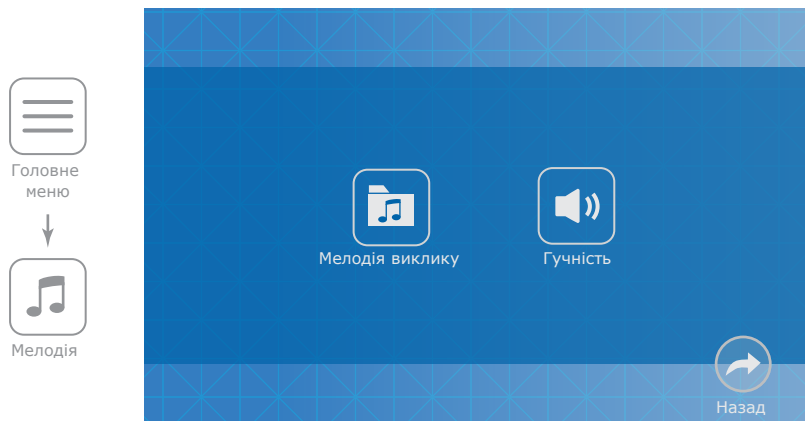 Головне
меню
Мелодія
Мелодія виклику
Гучність
Назад